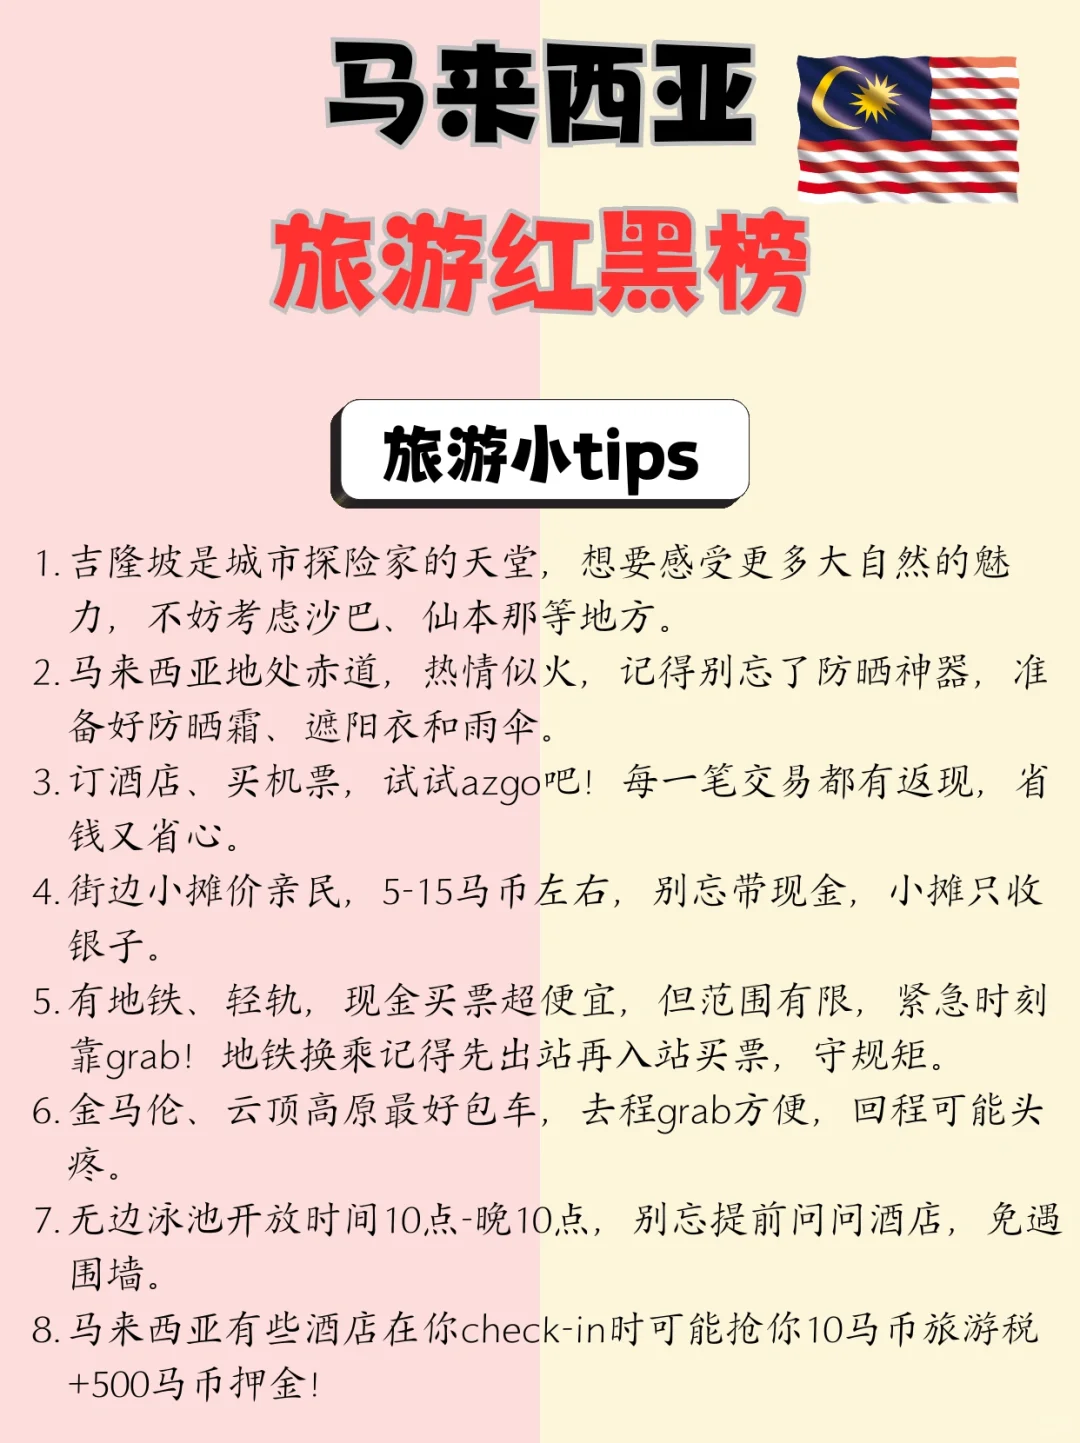 马来西亚
旅游红黑榜
旅游小tips
1. 吉隆坡是城市探险家的天堂，想要感受更多大自然的魅
力，不妨考虑沙巴、仙本那等地方。
2. 马来西亚地处赤道，热情似火，记得别忘了防晒神器，准
备好防晒霜、遮阳衣和雨伞。
3. 订酒店、买机票，试试azgo吧！每一笔交易都有返现，省
钱又省心。
4. 街边小摊价亲民，5-15马币左右，别忘带现金，小摊只收
银子。
5. 有地铁、轻轨，现金买票超便宜，但范围有限，紧急时刻
靠grab！地铁换乘记得先出站再入站买票，守规矩。
6. 金马伦、云顶高原最好包车，去程grab方便，回程可能头
疼。
7. 无边泳池开放时间10点-晚10点，别忘提前问问酒店，免遇
围墙。
8. 马来西亚有些酒店在你check-in时可能抢你10马币旅游税
+500马币押金！